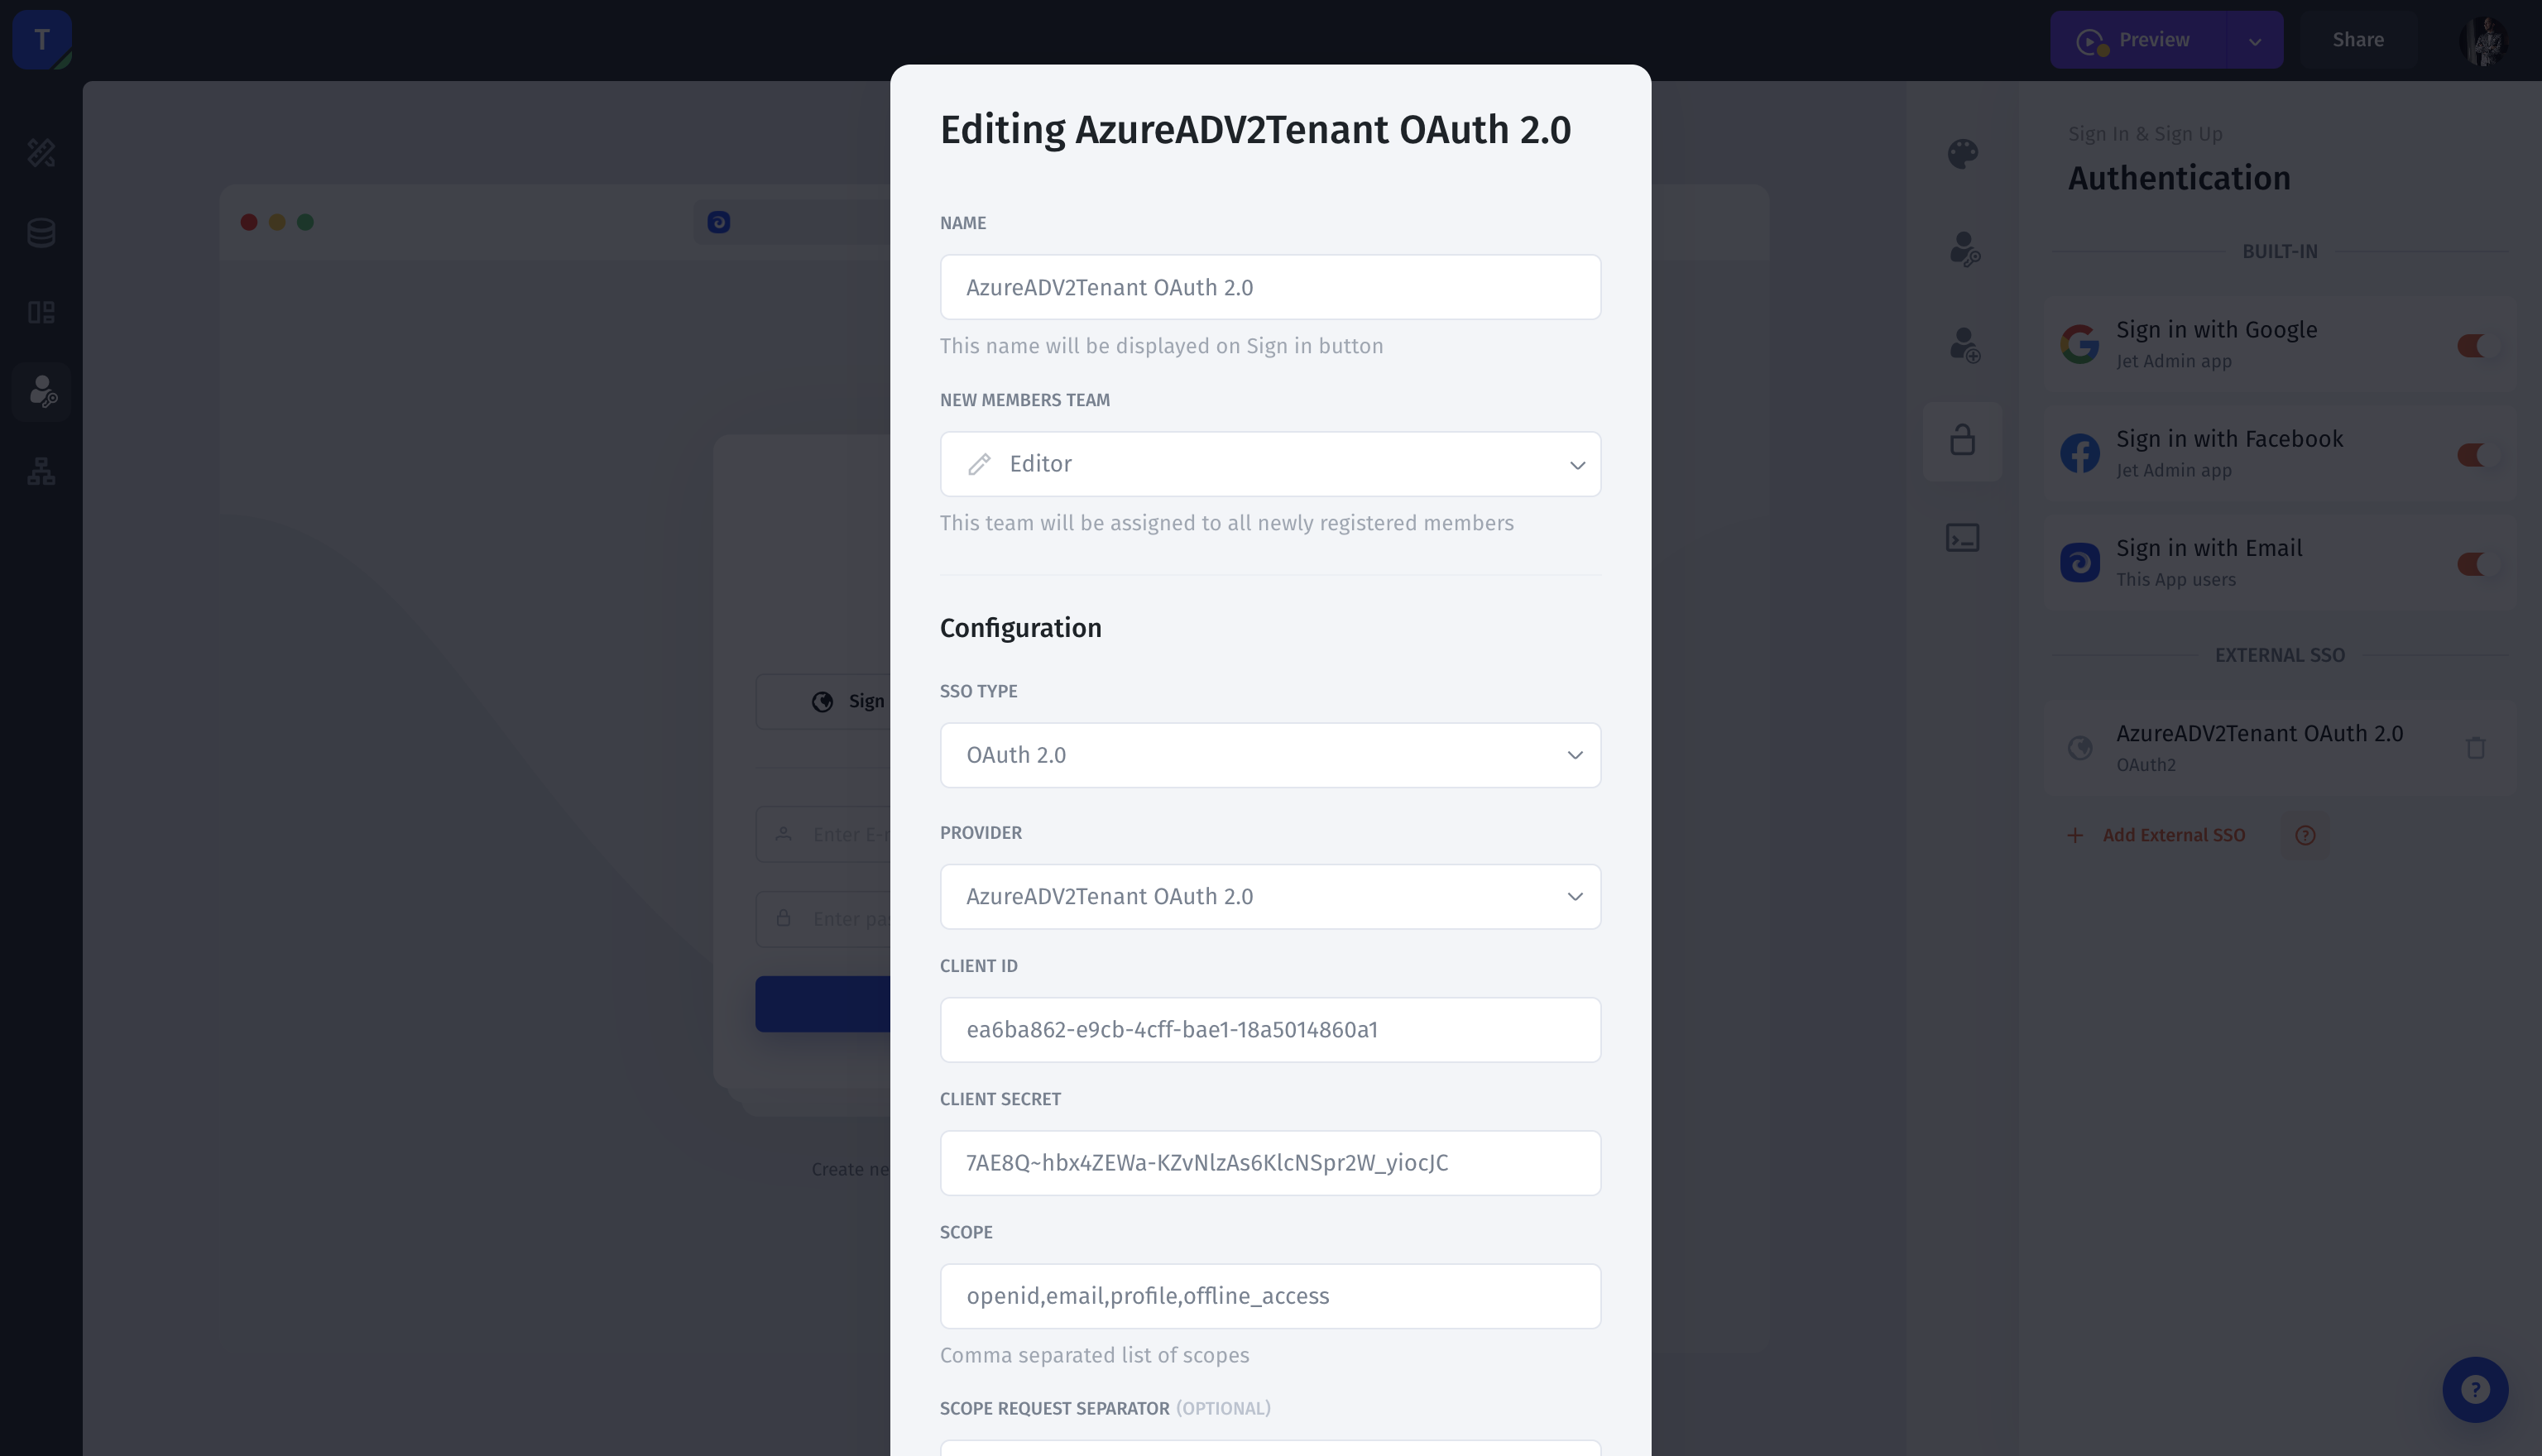 T
Preview
Share
Editing AzureADV2Tenant OAuth 2.0
NAME
AzureADV2Tenant OAuth 2.0
This name will be displayed on Sign in button
NEW MEMBERS TEAM
Editor
This team will be assigned to all newly registered members
Configuration
SSO TYPE
OAuth 2.0
PROVIDER
AzureADV2Tenant OAuth 2.0
CLIENT ID
ea6ba862-e9cb-4cff-bae1-18a5014860a1
CLIENT SECRET
7AE8Q~hbx4ZEWa-KZvNlzAs6KlcNSpr2W_yiocJC
SCOPE
openid,email,profile,offline_access
Comma separated list of scopes
SCOPE REQUEST SEPARATOR (OPTIONAL)
Sign
Enter E-
Enter pa
Create ne
Sign In & Sign Up
Authentication
BUILT-IN
Sign in with Google
Jet Admin app
Sign in with Facebook
Jet Admin app
Sign in with Email
This App users
EXTERNAL SSO
AzureADV2Tenant OAuth 2.0
OAuth2
+ Add External SSO ?
?